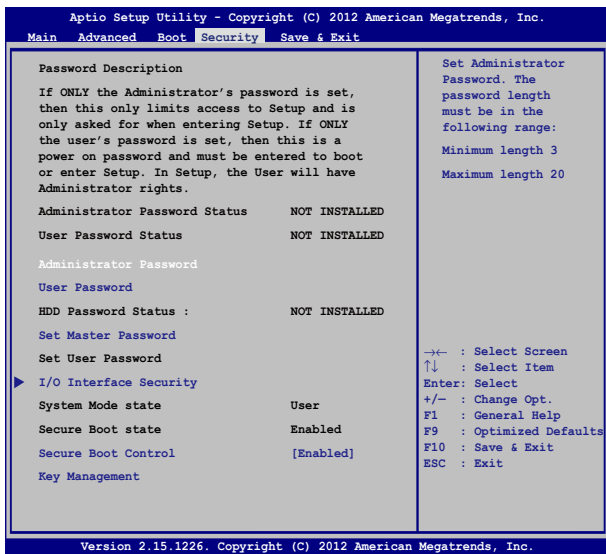 Aptio Setup Utility - Copyright (C) 2012 American Megatrends, Inc.
Main Advanced Boot Security Save & Exit
Password Description
If ONLY the Administrator's password is set,
then this only limits access to Setup and is
only asked for when entering Setup. If ONLY
the user's password is set, then this is a
power on password and must be entered to boot
or enter Setup. In Setup, the User will have
Administrator rights.
Administrator Password Status NOT INSTALLED
User Password Status NOT INSTALLED
Administrator Password
User Password
HDD Password Status : NOT INSTALLED
Set Master Password
Set User Password
I/O Interface Security
System Mode state User
Secure Boot state Enabled
Secure Boot Control [Enabled]
Key Management
Set Administrator
Password. The
password length
must be in the
following range:
Minimum length 3
Maximum length 20
→← : Select Screen
↑↓ : Select Item
Enter: Select
+/— : Change Opt.
F1 : General Help
F9 : Optimized Defaults
F10 : Save & Exit
ESC : Exit
Version 2.15.1226. Copyright (C) 2012 American Megatrends, Inc.